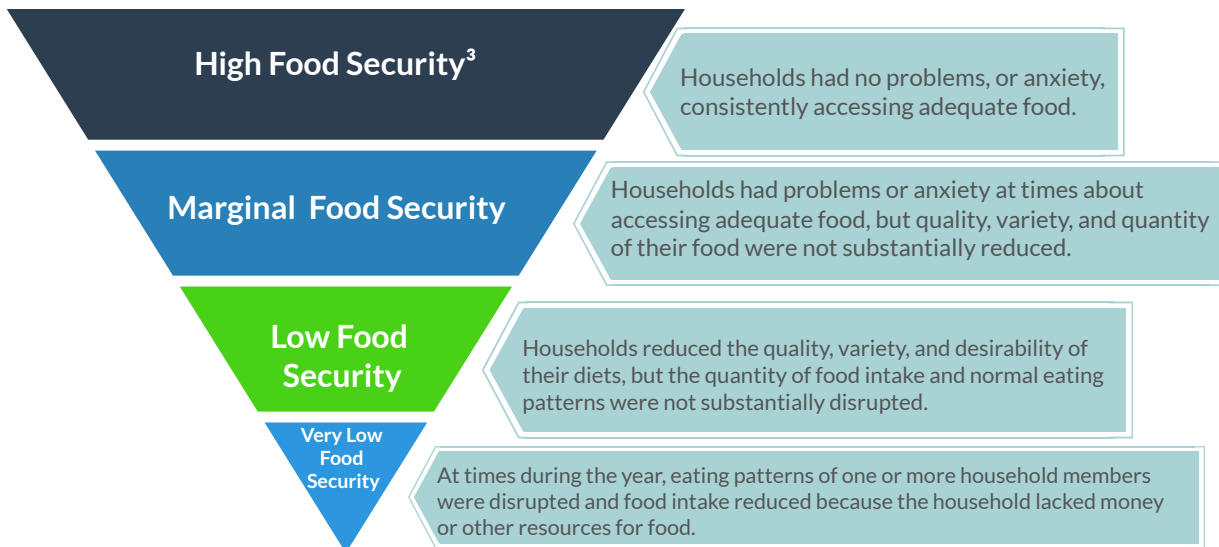 High Food Security³
Households had no problems, or anxiety,
consistently accessing adequate food.
Marginal  Food Security
Households had problems or anxiety at times about
accessing adequate food, but quality, variety, and quantity
of their food were not substantially reduced.
Low Food
Security
Households reduced the quality, variety, and desirability of
their diets, but the quantity of food intake and normal eating
patterns were not substantially disrupted.
Very Low
Food
Security
At times during the year, eating patterns of one or more household members
were disrupted and food intake reduced because the household lacked money
or other resources for food.